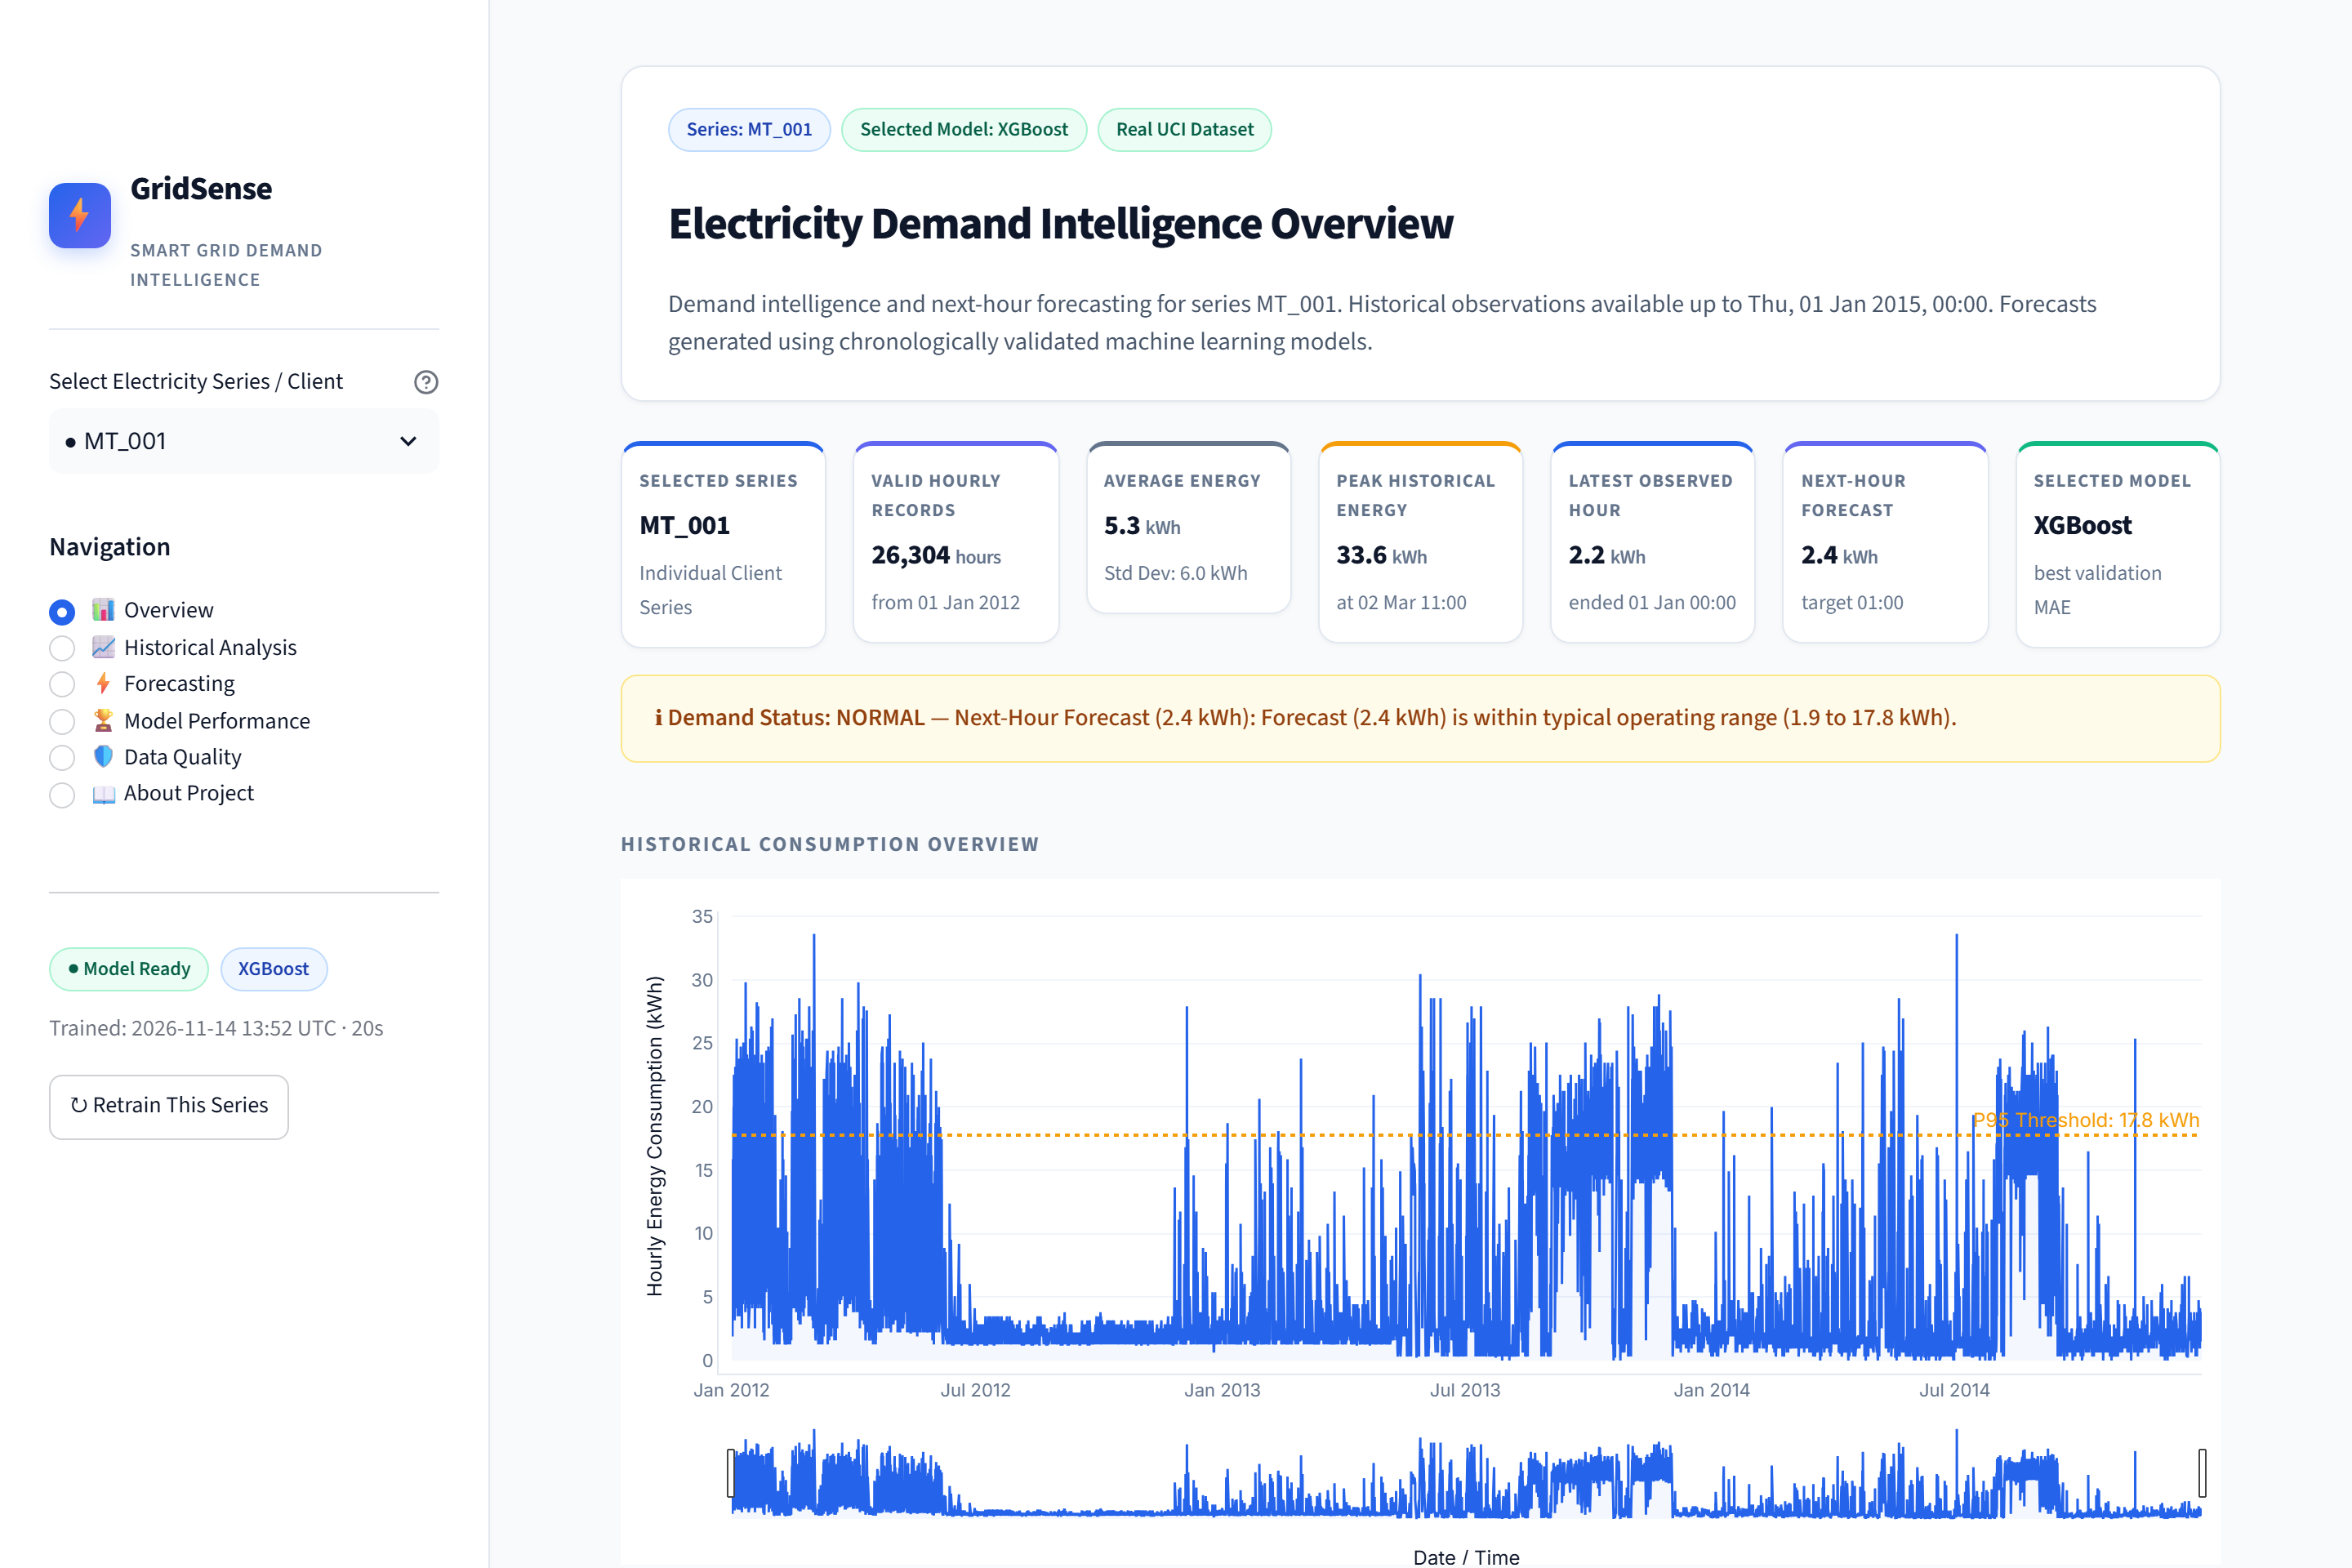 GridSense
SMART GRID DEMAND
INTELLIGENCE
Select Electricity Series / Client
● MT_001
Navigation
Overview
Historical Analysis
Forecasting
Model Performance
Data Quality
About Project
● Model Ready
XGBoost
Trained: 2026-11-14 13:52 UTC · 20s
↻ Retrain This Series
Series: MT_001
Selected Model: XGBoost
Real UCI Dataset
Electricity Demand Intelligence Overview
Demand intelligence and next-hour forecasting for series MT_001. Historical observations available up to Thu, 01 Jan 2015, 00:00. Forecasts
generated using chronologically validated machine learning models.
SELECTED SERIES
MT_001
Individual Client
Series
VALID HOURLY
RECORDS
26,304 hours
from 01 Jan 2012
AVERAGE ENERGY
5.3 kWh
Std Dev: 6.0 kWh
PEAK HISTORICAL
ENERGY
33.6 kWh
at 02 Mar 11:00
LATEST OBSERVED
HOUR
2.2 kWh
ended 01 Jan 00:00
NEXT-HOUR
FORECAST
2.4 kWh
target 01:00
SELECTED MODEL
XGBoost
best validation
MAE
ℹ Demand Status: NORMAL — Next-Hour Forecast (2.4 kWh): Forecast (2.4 kWh) is within typical operating range (1.9 to 17.8 kWh).
HISTORICAL CONSUMPTION OVERVIEW
Hourly Energy Consumption (kWh)
35
30
25
20
15
10
5
0
P95 Threshold: 17.8 kWh
Jan 2012
Jul 2012
Jan 2013
Jul 2013
Jan 2014
Jul 2014
Date / Time